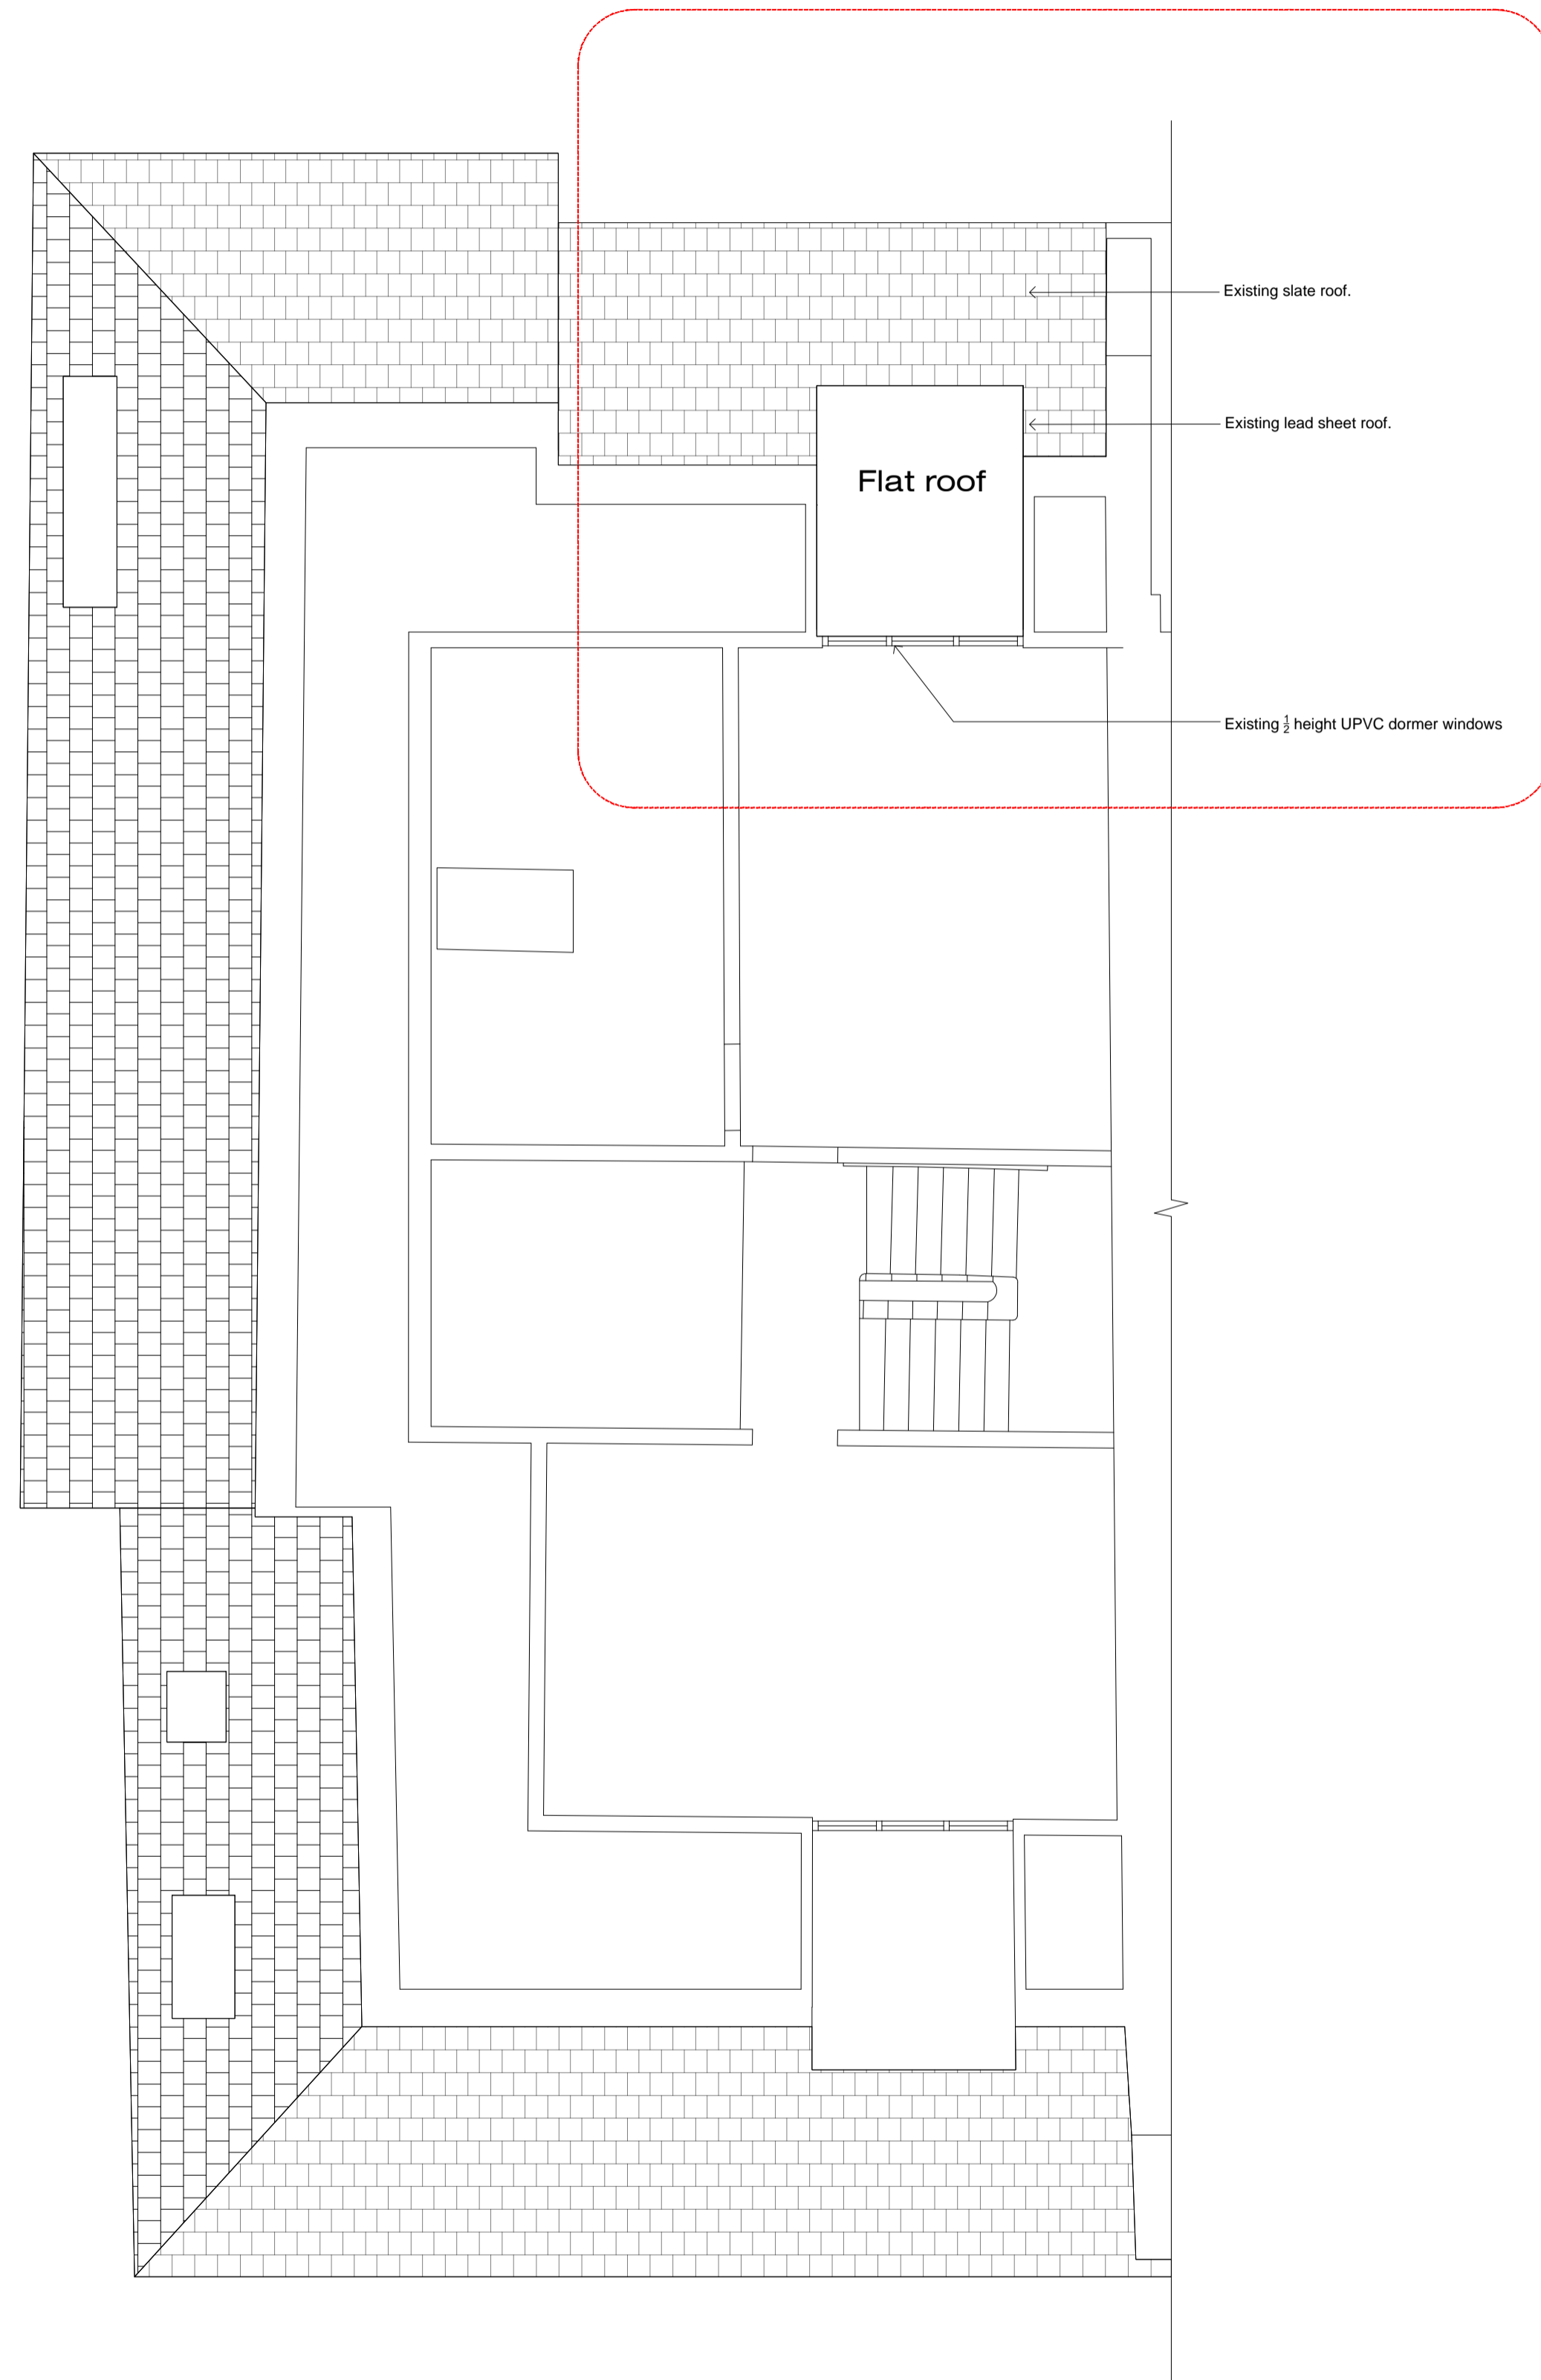 Existing slate roof.
Existing lead sheet roof.
Flat roof
Existing ½ height UPVC dormer windows